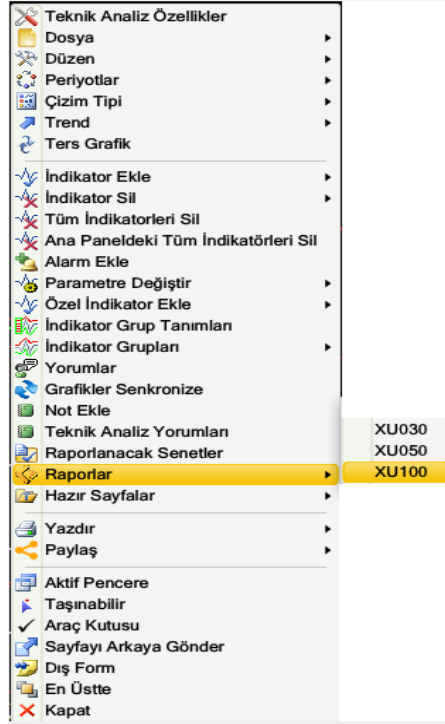 Teknik Analiz Özellikler
Dosya
Düzen
Periyotlar
Çizim Tipi
Trend
Ters Grafik
İndikator Ekle
İndikator Sil
Tüm İndikatorleri Sil
Ana Paneldeki Tüm İndikatörleri Sil
Alarm Ekle
Parametre Değiştir
Özel İndikator Ekle
İndikator Grup Tanımları
İndikator Grupları
Yorumlar
Grafikler Senkronize
Not Ekle
Teknik Analiz Yorumları
Raporlanacak Senetler
Raporlar
Hazır Sayfalar
Yazdır
Paylaş
Aktif Pencere
Taşınabilir
Araç Kutusu
Sayfayı Arkaya Gönder
Dış Form
En Üstte
Kapat
XU030
XU050
XU100